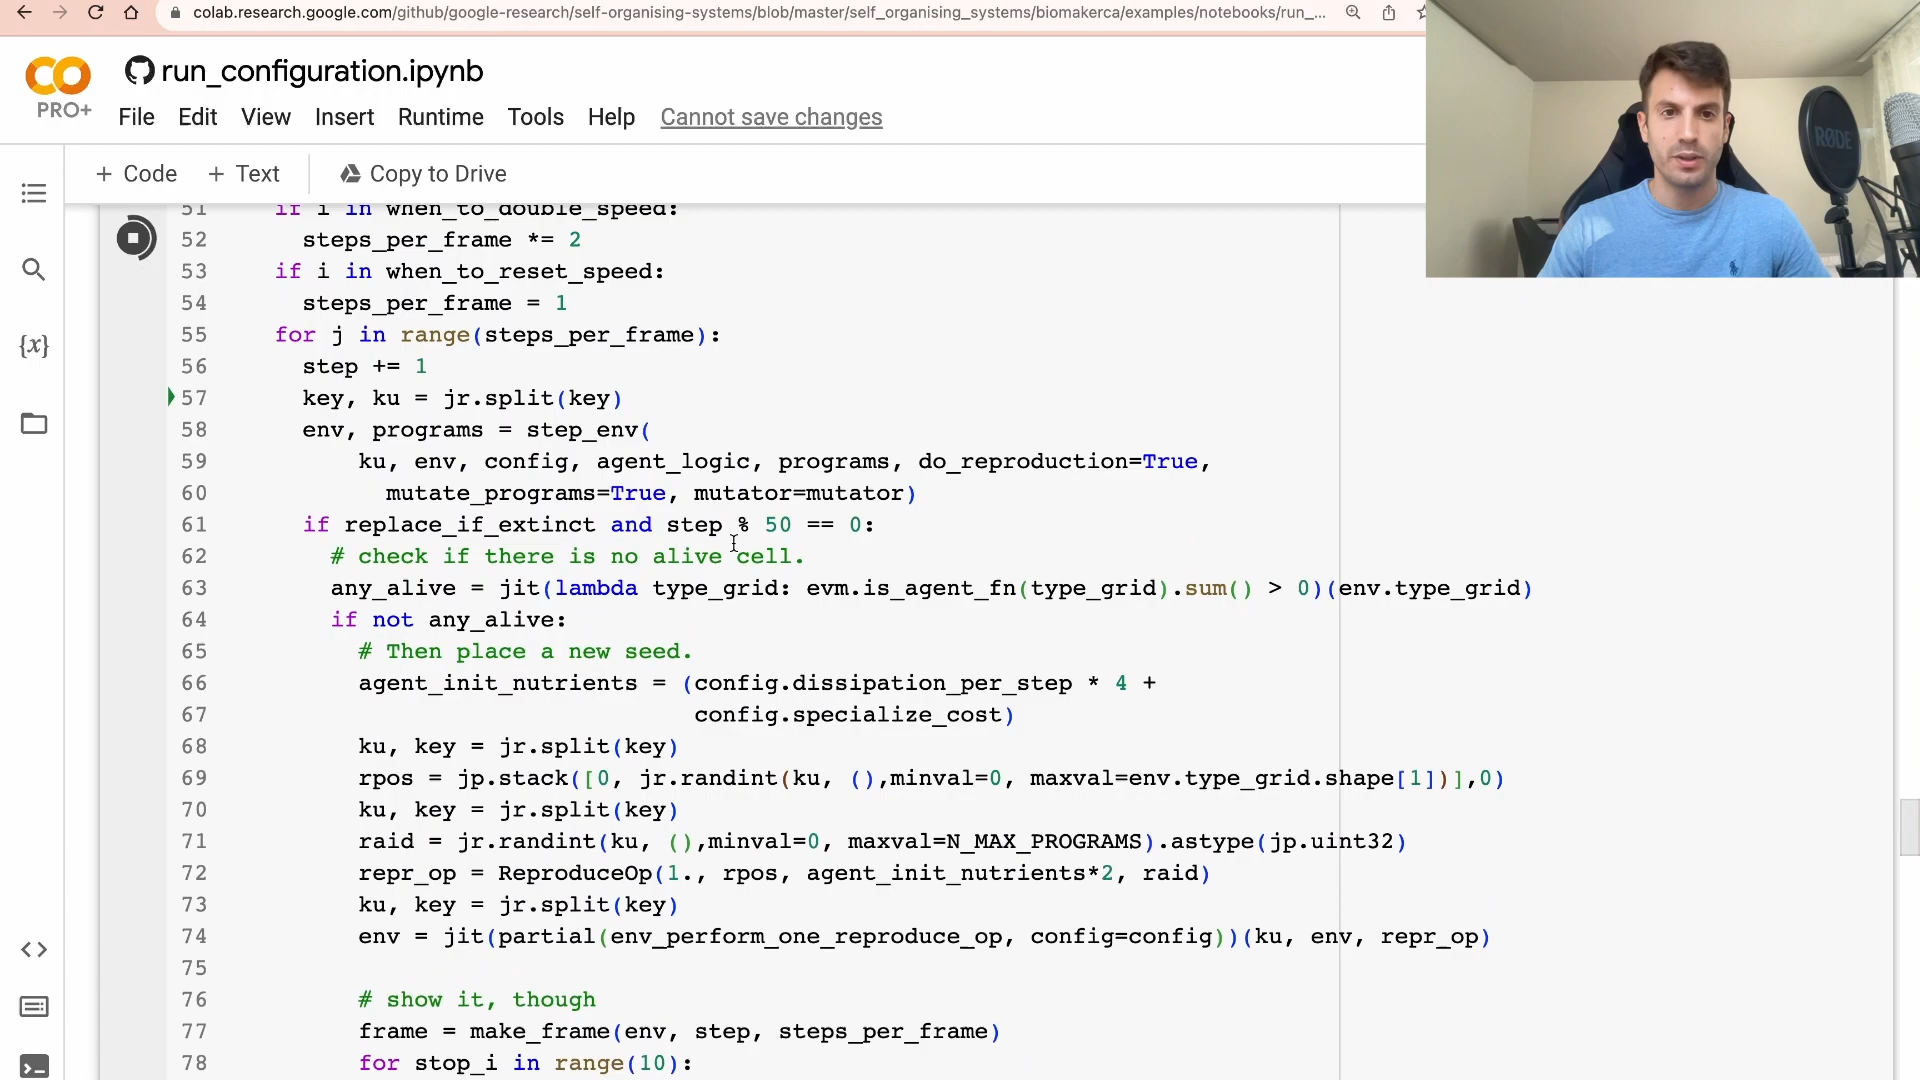 colab.research.google.com/github/google-research/self-organising-systems/blob/master/self_organising_systems/biomakerca/examples/notebooks/run_...
run_configuration.ipynb
PRO+
File Edit View Insert Runtime Tools Help Cannot save changes
+ Code + Text Copy to Drive
51 if i in when_to_double_speed:
52 steps_per_frame *= 2
53 if i in when_to_reset_speed:
54 steps_per_frame = 1
55 for j in range(steps_per_frame):
56 step += 1
57 key, ku = jr.split(key)
58 env, programs = step_env(
59 ku, env, config, agent_logic, programs, do_reproduction=True,
60 mutate_programs=True, mutator=mutator)
61 if replace_if_extinct and step % 50 == 0:
62 # check if there is no alive cell.
63 any_alive = jit(lambda type_grid: evm.is_agent_fn(type_grid).sum() > 0)(env.type_grid)
64 if not any_alive:
65 # Then place a new seed.
66 agent_init_nutrients = (config.dissipation_per_step * 4 +
67 config.specialize_cost)
68 ku, key = jr.split(key)
69 rpos = jp.stack([0, jr.randint(ku, (),minval=0, maxval=env.type_grid.shape[1])],0)
70 ku, key = jr.split(key)
71 raid = jr.randint(ku, (),minval=0, maxval=N_MAX_PROGRAMS).astype(jp.uint32)
72 repr_op = ReproduceOp(1., rpos, agent_init_nutrients*2, raid)
73 ku, key = jr.split(key)
74 env = jit(partial(env_perform_one_reproduce_op, config=config))(ku, env, repr_op)
75
76 # show it, though
77 frame = make_frame(env, step, steps_per_frame)
78 for stop_i in range(10):
{x}
RØDE